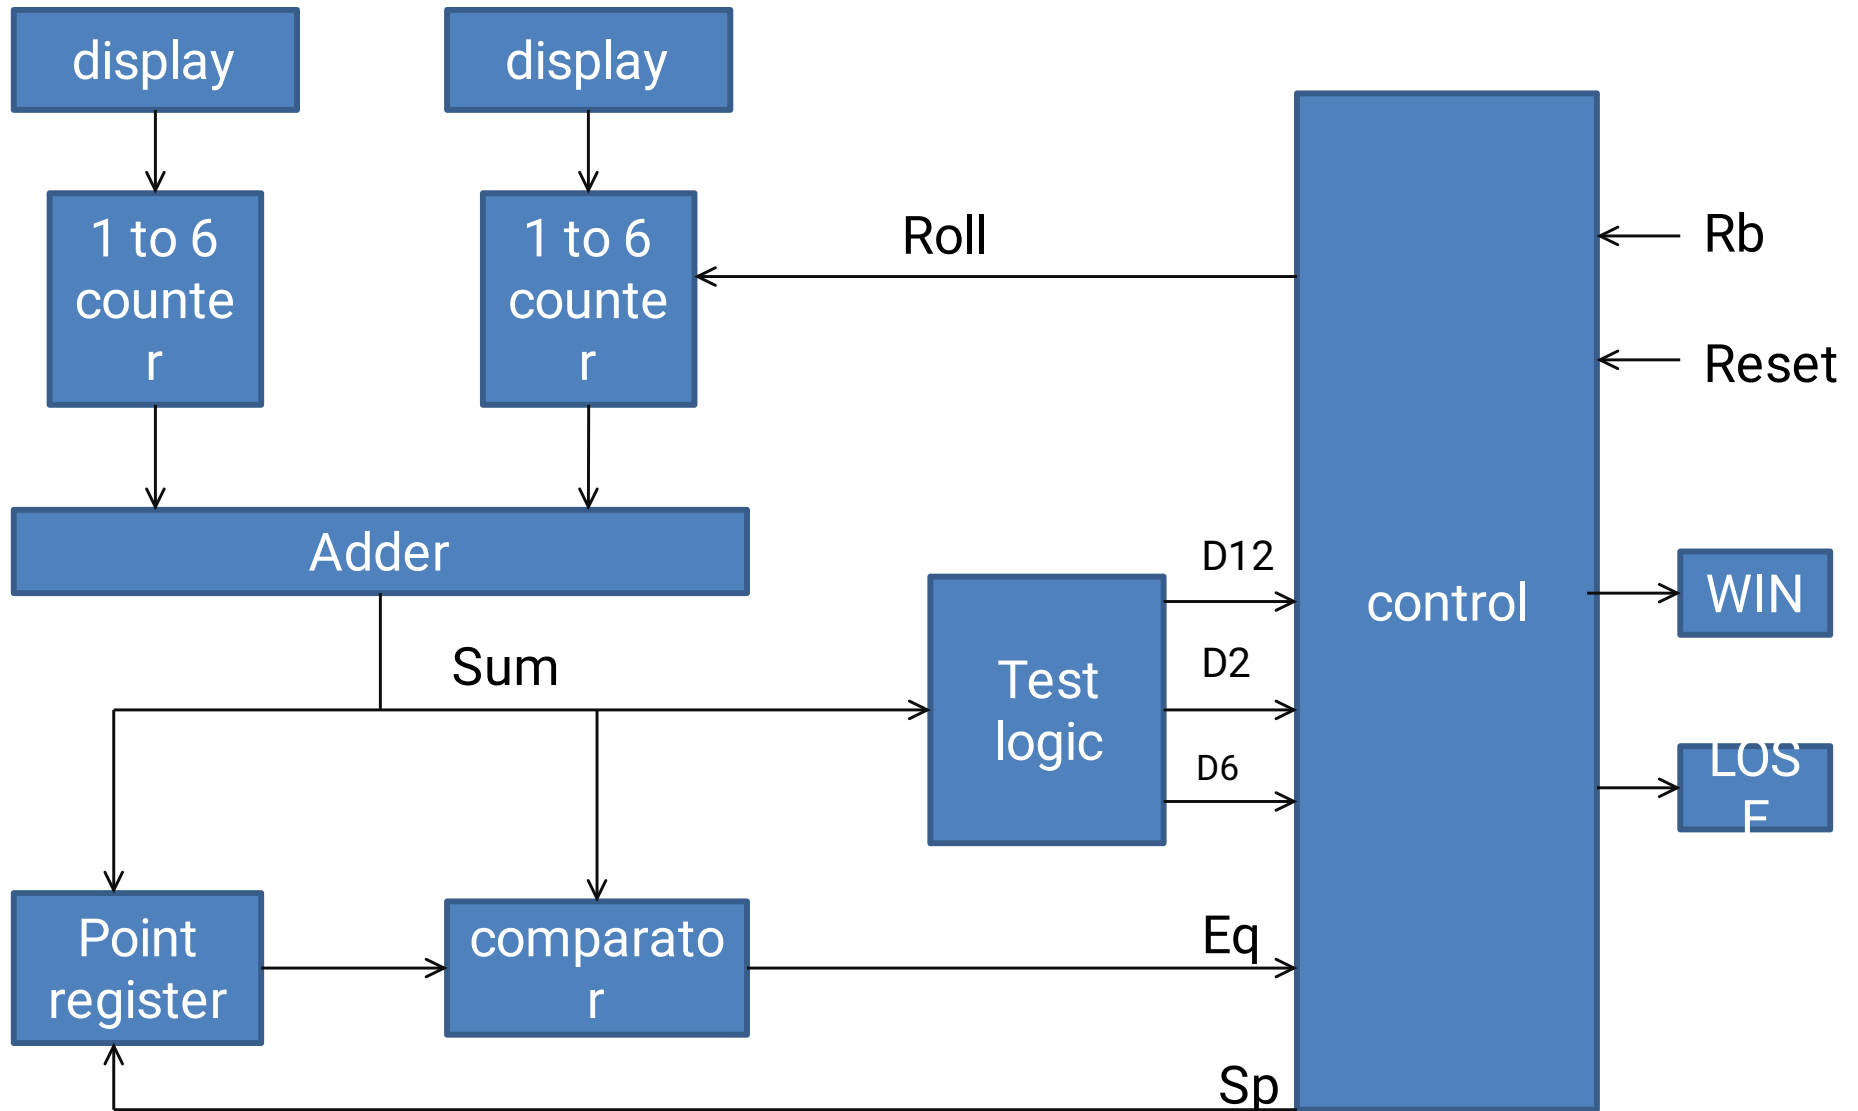 display
display
1 to 6
counte
r
1 to 6
counte
r
Roll
Rb
Reset
Adder
Sum
Test
logic
D12
D2
D6
control
WIN
LOS
E
Point
register
comparato
r
Eq
Sp